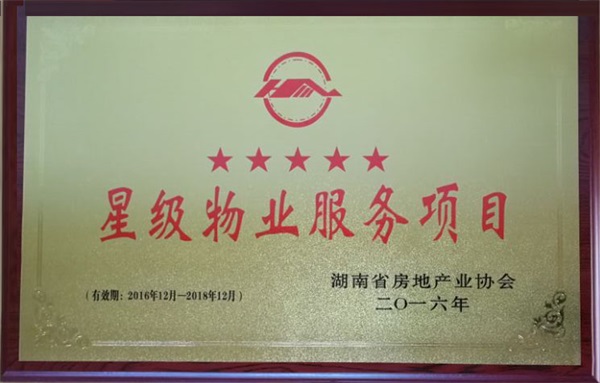 ★★★★★
星级物业服务项目
湖南省房地产业协会
(有效期：2016年12月—2018年12月)
二〇一六年